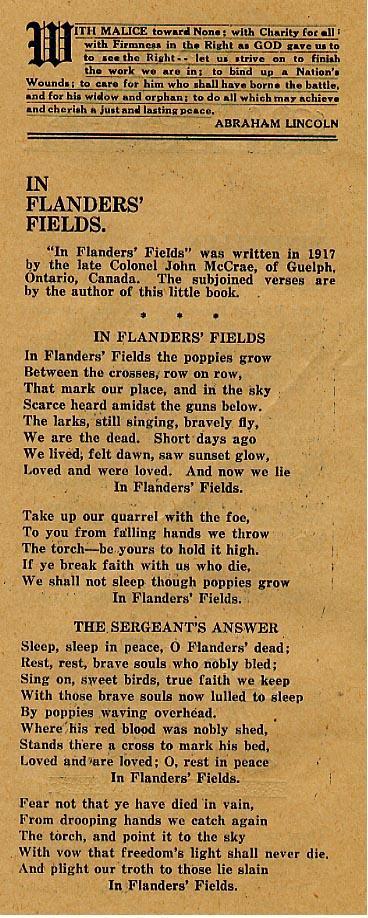 WITH MALICE toward None; with Charity for all;
with Firmness in the Right as GOD gave us to
to see the Right-- let us strive on to finish
the work we are in; to bind up a Nation's
Wounds; to care for him who shall have borne the battle,
and for his widow and orphan; to do all which may achieve
and cherish a just and lasting peace.
ABRAHAM LINCOLN
IN
FLANDERS'
FIELDS.
"In Flanders' Fields" was written in 1917
by the late Colonel John McCrae, of Guelph,
Ontario, Canada. The subjoined verses are
by the author of this little book.
* * *
IN FLANDERS' FIELDS
In Flanders' Fields the poppies grow
Between the crosses, row on row,
That mark our place, and in the sky
Scarce heard amidst the guns below.
The larks, still singing, bravely fly,
We are the dead. Short days ago
We lived, felt dawn, saw sunset glow,
Loved and were loved. And now we lie
In Flanders' Fields.
Take up our quarrel with the foe,
To you from falling hands we throw
The torch—be yours to hold it high.
If ye break faith with us who die,
We shall not sleep though poppies grow
In Flanders' Fields.
THE SERGEANT'S ANSWER
Sleep, sleep in peace, O Flanders' dead;
Rest, rest, brave souls who nobly bled;
Sing on, sweet birds, true faith we keep
With those brave souls now lulled to sleep
By poppies waving overhead.
Where his red blood was nobly shed,
Stands there a cross to mark his bed,
Loved and are loved; O, rest in peace
In Flanders' Fields.
Fear not that ye have died in vain,
From drooping hands we catch again
The torch, and point it to the sky
With vow that freedom's light shall never die.
And plight our troth to those lie slain
In Flanders' Fields.